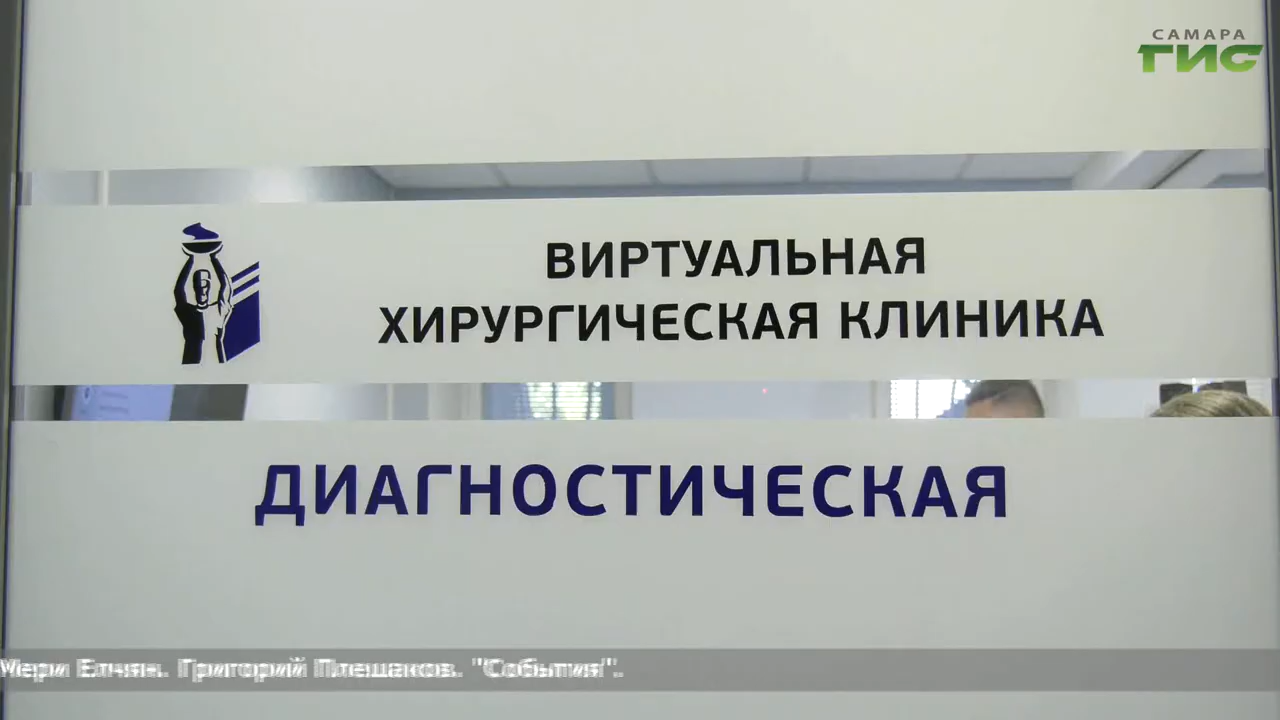 САМАРА
ГИС
ВИРТУАЛЬНАЯ
ХИРУРГИЧЕСКАЯ КЛИНИКА
ДИАГНОСТИЧЕСКАЯ
Мери Елчян. Григорий Плешаков. "События".